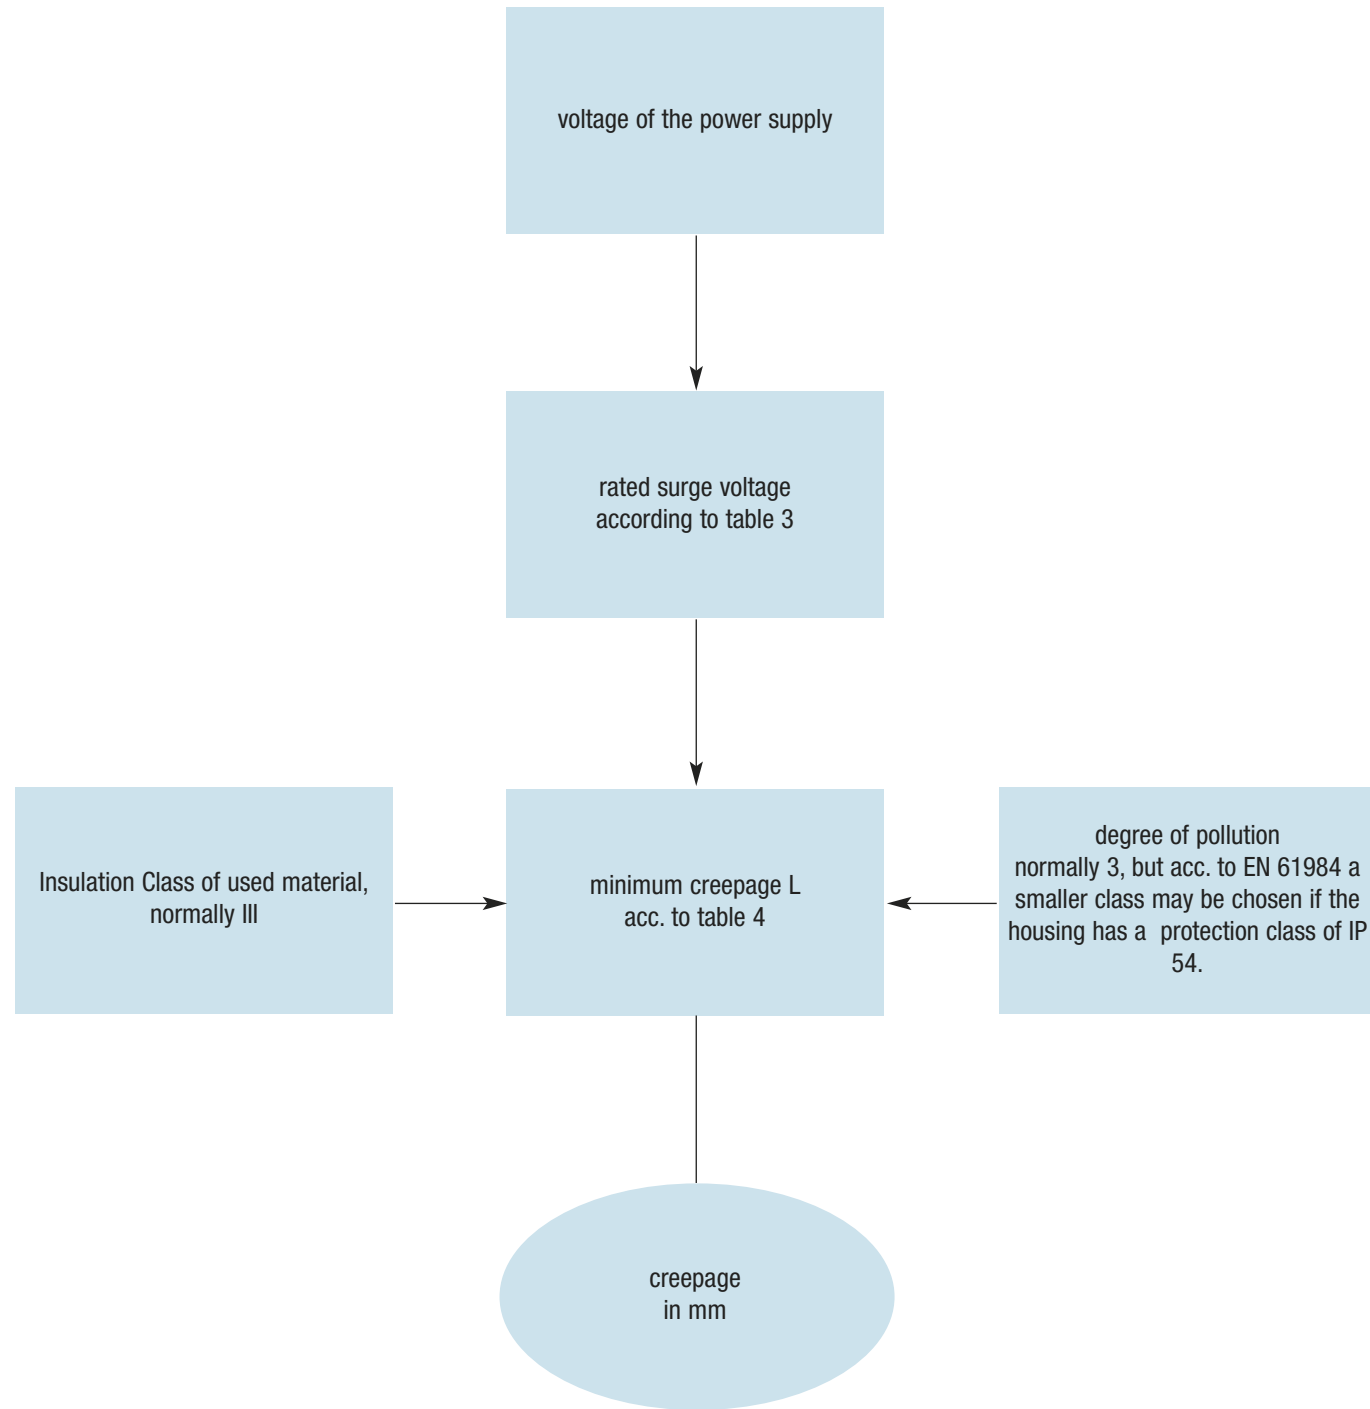 voltage of the power supply
rated surge voltage
according to table 3
Insulation Class of used material,
normally III
minimum creepage L
acc. to table 4
degree of pollution
normally 3, but acc. to EN 61984 a
smaller class may be chosen if the
housing has a  protection class of IP
54.
creepage
in mm